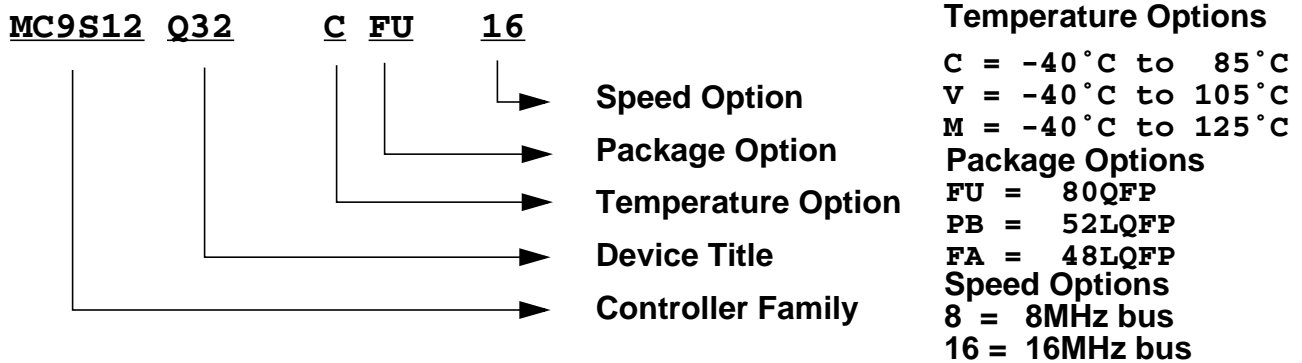 MC9S12 Q32 C FU 16
Speed Option
Package Option
Temperature Option
Device Title
Controller Family
Temperature Options
C = -40˚C to 85˚C
V = -40˚C to 105˚C
M = -40˚C to 125˚C
Package Options
FU = 80QFP
PB = 52LQFP
FA = 48LQFP
Speed Options
8 = 8MHz bus
16 = 16MHz bus